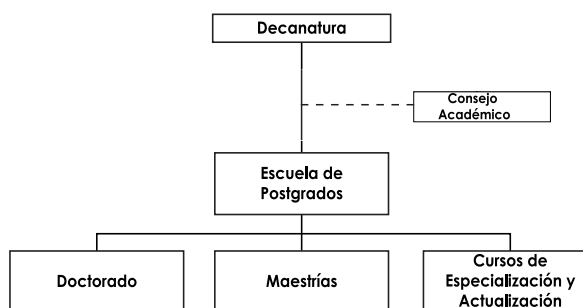 Decanatura
Consejo
Académico
Escuela de
Postgrados
Doctorado
Maestrías
Cursos de
Especialización y
Actualización